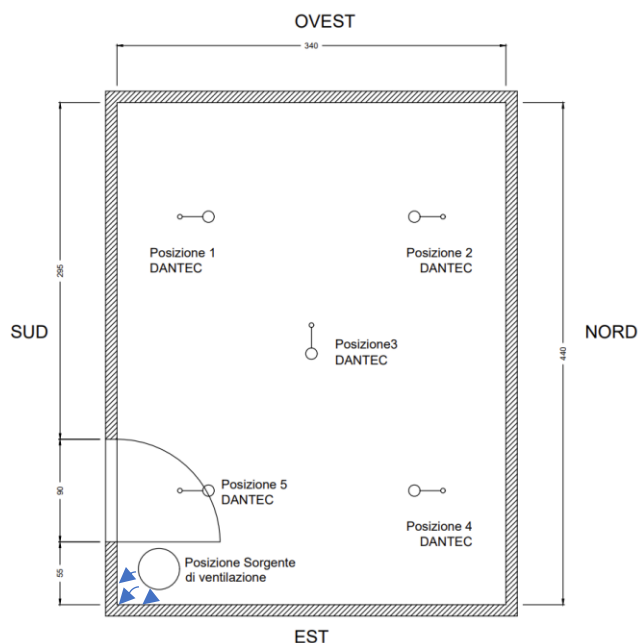 OVEST
340
Posizione 1
DANTEC
Posizione 2
DANTEC
295
SUD
Posizione3
DANTEC
NORD
440
90
Posizione 5
DANTEC
Posizione 4
DANTEC
55
Posizione Sorgente
di ventilazione
EST